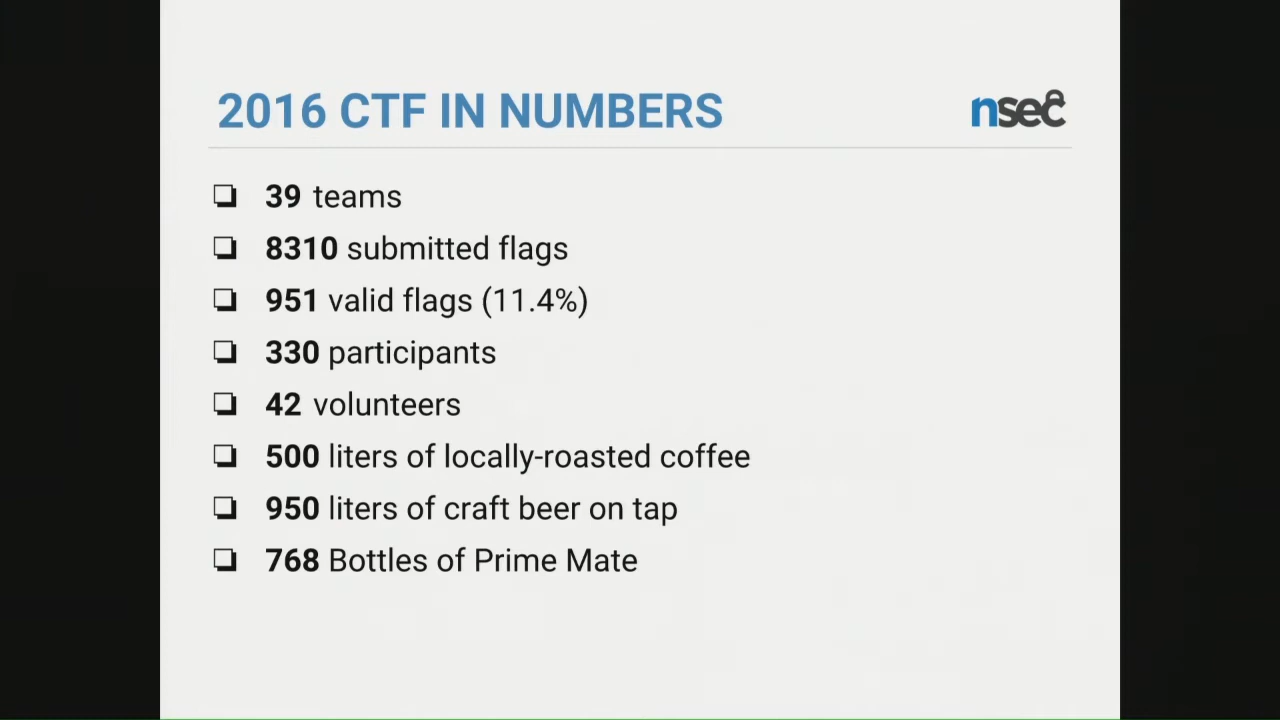 2016 CTF IN NUMBERS
nsec
39 teams
8310 submitted flags
951 valid flags (11.4%)
330 participants
42 volunteers
500 liters of locally-roasted coffee
950 liters of craft beer on tap
768 Bottles of Prime Mate